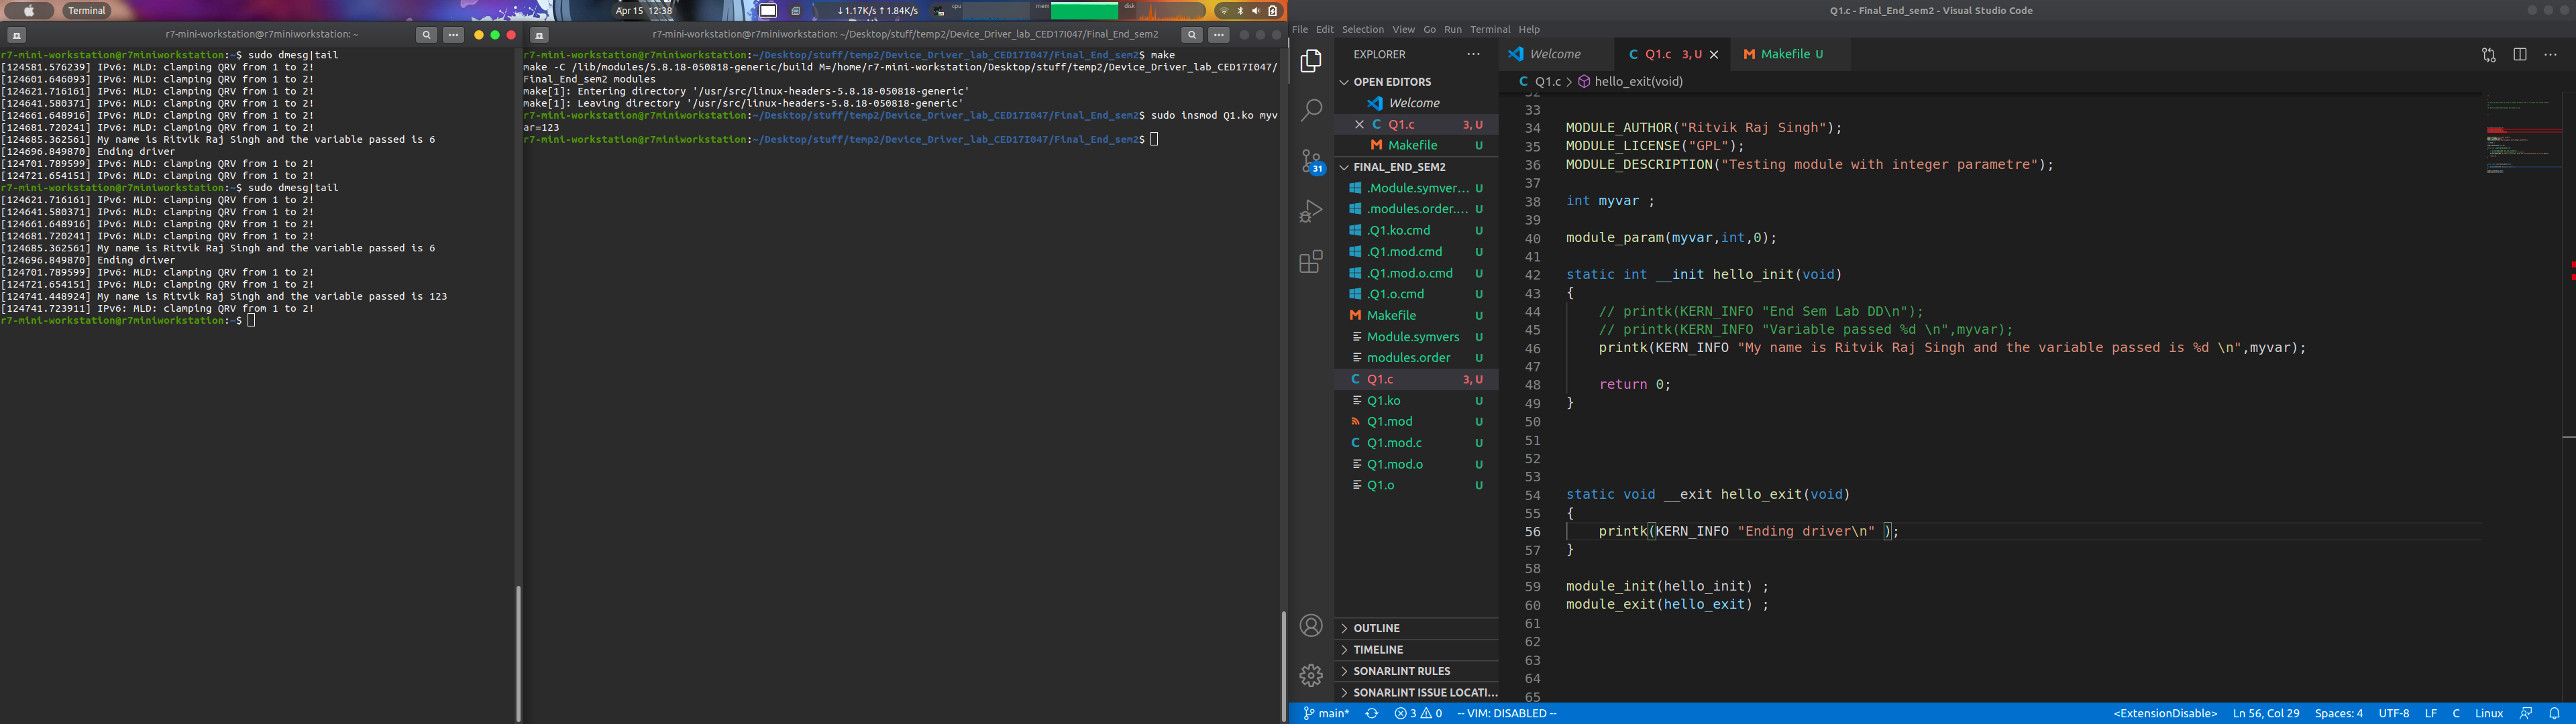 Terminal
Apr 15 12:38
↓1.17K/s↑1.84K/s
cpu
mem
disk
r7-mini-workstation@r7miniworkstation: ~
r7-mini-workstation@r7miniworkstation:~$ sudo dmesg|tail
[124581.576239] IPv6: MLD: clamping QRV from 1 to 2!
[124601.646093] IPv6: MLD: clamping QRV from 1 to 2!
[124621.716161] IPv6: MLD: clamping QRV from 1 to 2!
[124641.580371] IPv6: MLD: clamping QRV from 1 to 2!
[124661.648916] IPv6: MLD: clamping QRV from 1 to 2!
[124681.720241] IPv6: MLD: clamping QRV from 1 to 2!
[124685.362561] My name is Ritvik Raj Singh and the variable passed is 6
[124696.849870] Ending driver
[124701.789599] IPv6: MLD: clamping QRV from 1 to 2!
[124721.654151] IPv6: MLD: clamping QRV from 1 to 2!
r7-mini-workstation@r7miniworkstation:~$ sudo dmesg|tail
[124621.716161] IPv6: MLD: clamping QRV from 1 to 2!
[124641.580371] IPv6: MLD: clamping QRV from 1 to 2!
[124661.648916] IPv6: MLD: clamping QRV from 1 to 2!
[124681.720241] IPv6: MLD: clamping QRV from 1 to 2!
[124685.362561] My name is Ritvik Raj Singh and the variable passed is 6
[124696.849870] Ending driver
[124701.789599] IPv6: MLD: clamping QRV from 1 to 2!
[124721.654151] IPv6: MLD: clamping QRV from 1 to 2!
[124741.448924] My name is Ritvik Raj Singh and the variable passed is 123
[124741.723911] IPv6: MLD: clamping QRV from 1 to 2!
r7-mini-workstation@r7miniworkstation:~$
r7-mini-workstation@r7miniworkstation: ~/Desktop/stuff/temp2/Device_Driver_lab_CED17I047/Final_End_sem2
r7-mini-workstation@r7miniworkstation:~/Desktop/stuff/temp2/Device_Driver_lab_CED17I047/Final_End_sem2$ make
make -C /lib/modules/5.8.18-050818-generic/build M=/home/r7-mini-workstation/Desktop/stuff/temp2/Device_Driver_lab_CED17I047/
Final_End_sem2 modules
make[1]: Entering directory '/usr/src/linux-headers-5.8.18-050818-generic'
make[1]: Leaving directory '/usr/src/linux-headers-5.8.18-050818-generic'
r7-mini-workstation@r7miniworkstation:~/Desktop/stuff/temp2/Device_Driver_lab_CED17I047/Final_End_sem2$ sudo insmod Q1.ko myv
ar=123
r7-mini-workstation@r7miniworkstation:~/Desktop/stuff/temp2/Device_Driver_lab_CED17I047/Final_End_sem2$
Q1.c - Final_End_sem2 - Visual Studio Code
File Edit Selection View Go Run Terminal Help
EXPLORER
OPEN EDITORS
Welcome
Q1.c 3, U
Makefile U
FINAL_END_SEM2
.Module.symver... U
.modules.order.... U
.Q1.ko.cmd U
.Q1.mod.cmd U
.Q1.mod.o.cmd U
.Q1.o.cmd U
Makefile U
Module.symvers U
modules.order U
Q1.c 3, U
Q1.ko U
Q1.mod U
Q1.mod.c U
Q1.mod.o U
Q1.o U
OUTLINE
TIMELINE
SONARLINT RULES
SONARLINT ISSUE LOCATI...
31
Welcome
Q1.c 3, U
Makefile U
Q1.c > hello_exit(void)
32
33
34 MODULE_AUTHOR("Ritvik Raj Singh");
35 MODULE_LICENSE("GPL");
36 MODULE_DESCRIPTION("Testing module with integer parametre");
37
38 int myvar ;
39
40 module_param(myvar,int,0);
41
42 static int __init hello_init(void)
43 {
44 // printk(KERN_INFO "End Sem Lab DD\n");
45 // printk(KERN_INFO "Variable passed %d \n",myvar);
46 printk(KERN_INFO "My name is Ritvik Raj Singh and the variable passed is %d \n",myvar);
47
48 return 0;
49 }
50
51
52
53
54 static void __exit hello_exit(void)
55 {
56 printk(KERN_INFO "Ending driver\n" );
57 }
58
59 module_init(hello_init) ;
60 module_exit(hello_exit) ;
61
62
63
64
65
main* 3 0 -- VIM: DISABLED -- <ExtensionDisable> Ln 56, Col 29 Spaces: 4 UTF-8 LF C Linux